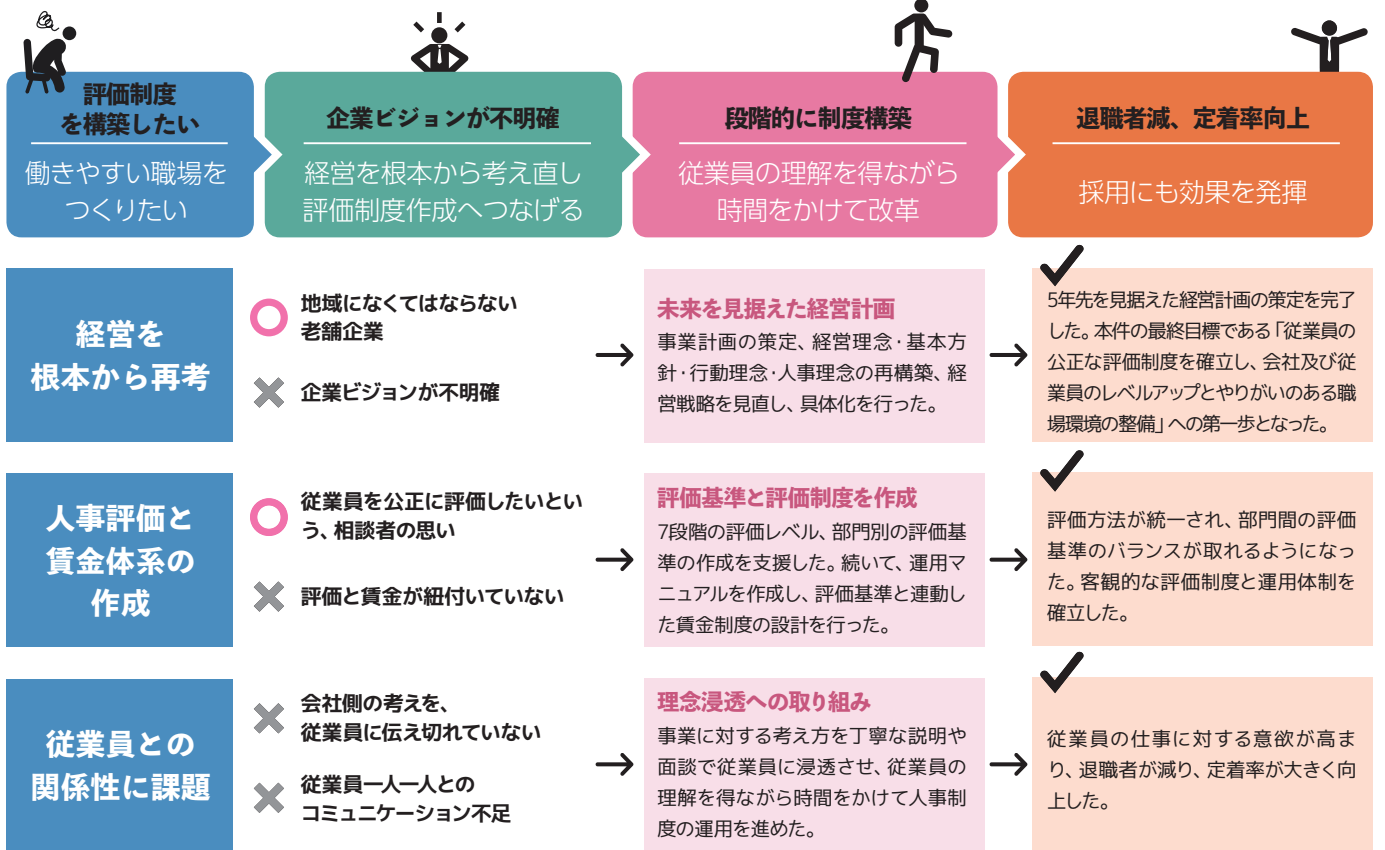 評価制度
を構築したい
働きやすい職場を
つくりたい
企業ビジョンが不明確
経営を根本から考え直し
評価制度作成へつなげる
段階的に制度構築
従業員の理解を得ながら
時間をかけて改革
退職者減、定着率向上
採用にも効果を発揮
経営を
根本から再考
地域になくてはならない
老舗企業
企業ビジョンが不明確
未来を見据えた経営計画
事業計画の策定、経営理念・基本方
針・行動理念・人事理念の再構築、経
営戦略を見直し、具体化を行った。
5年先を見据えた経営計画の策定を完了
した。本件の最終目標である「従業員の
公正な評価制度を確立し、会社及び従
業員のレベルアップとやりがいのある職
場環境の整備」への第一歩となった。
人事評価と
賃金体系の
作成
従業員を公正に評価したいとい
う、相談者の思い
評価と賃金が紐付いていない
評価基準と評価制度を作成
7段階の評価レベル、部門別の評価基
準の作成を支援した。続いて、運用マ
ニュアルを作成し、評価基準と連動し
た賃金制度の設計を行った。
評価方法が統一され、部門間の評価
基準のバランスが取れるようになっ
た。客観的な評価制度と運用体制を
確立した。
従業員との
関係性に課題
会社側の考えを、
従業員に伝え切れていない
従業員一人一人との
コミュニケーション不足
理念浸透への取り組み
事業に対する考え方を丁寧な説明や
面談で従業員に浸透させ、従業員の
理解を得ながら時間をかけて人事制
度の運用を進めた。
従業員の仕事に対する意欲が高ま
り、退職者が減り、定着率が大きく向
上した。